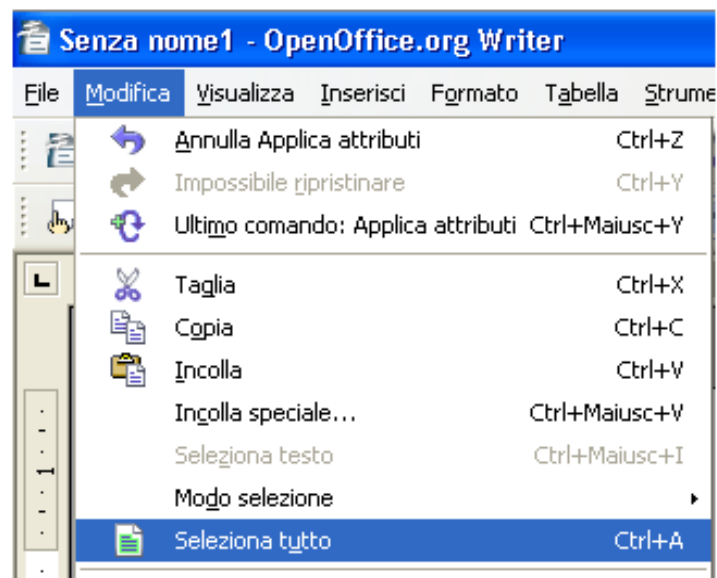 Senza nome1 - OpenOffice.org Writer
File Modifica Visualizza Inserisci Formato Tabella Strume
Annulla Applica attributi Ctrl+Z
Impossibile ripristinare Ctrl+Y
Ultimo comando: Applica attributi Ctrl+Maiusc+Y
Taglia Ctrl+X
Copia Ctrl+C
Incolla Ctrl+V
Incolla speciale... Ctrl+Maiusc+V
Seleziona testo Ctrl+Maiusc+I
Modo selezione
Seleziona tutto Ctrl+A
1